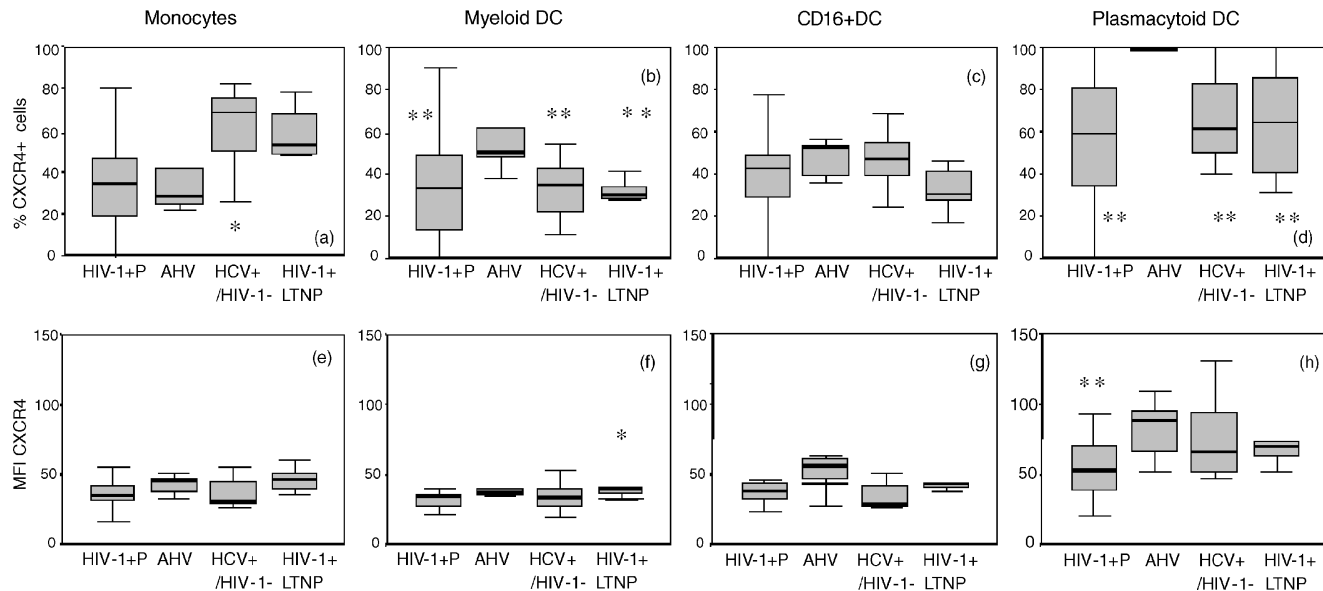 Monocytes
Myeloid DC
CD16+DC
Plasmacytoid DC
% CXCR4+ cells
100
80
60
40
20
0
*
(a)
HIV-1+P AHV HCV+ HIV-1+
/HIV-1- LTNP
100
80
60
40
20
0
(b)
** ** **
HIV-1+P AHV HCV+ HIV-1+
/HIV-1- LTNP
100
80
60
40
20
0
(c)
HIV-1+P AHV HCV+ HIV-1+
/HIV-1- LTNP
100
80
60
40
20
0
** ** **
(d)
HIV-1+P AHV HCV+ HIV-1+
/HIV-1- LTNP
MFI CXCR4
150
100
50
0
(e)
HIV-1+P AHV HCV+ HIV-1+
/HIV-1- LTNP
150
100
50
0
(f)
*
HIV-1+P AHV HCV+ HIV-1+
/HIV-1- LTNP
150
100
50
0
(g)
HIV-1+P AHV HCV+ HIV-1+
/HIV-1- LTNP
150
100
50
0
(h)
**
HIV-1+P AHV HCV+ HIV-1+
/HIV-1- LTNP